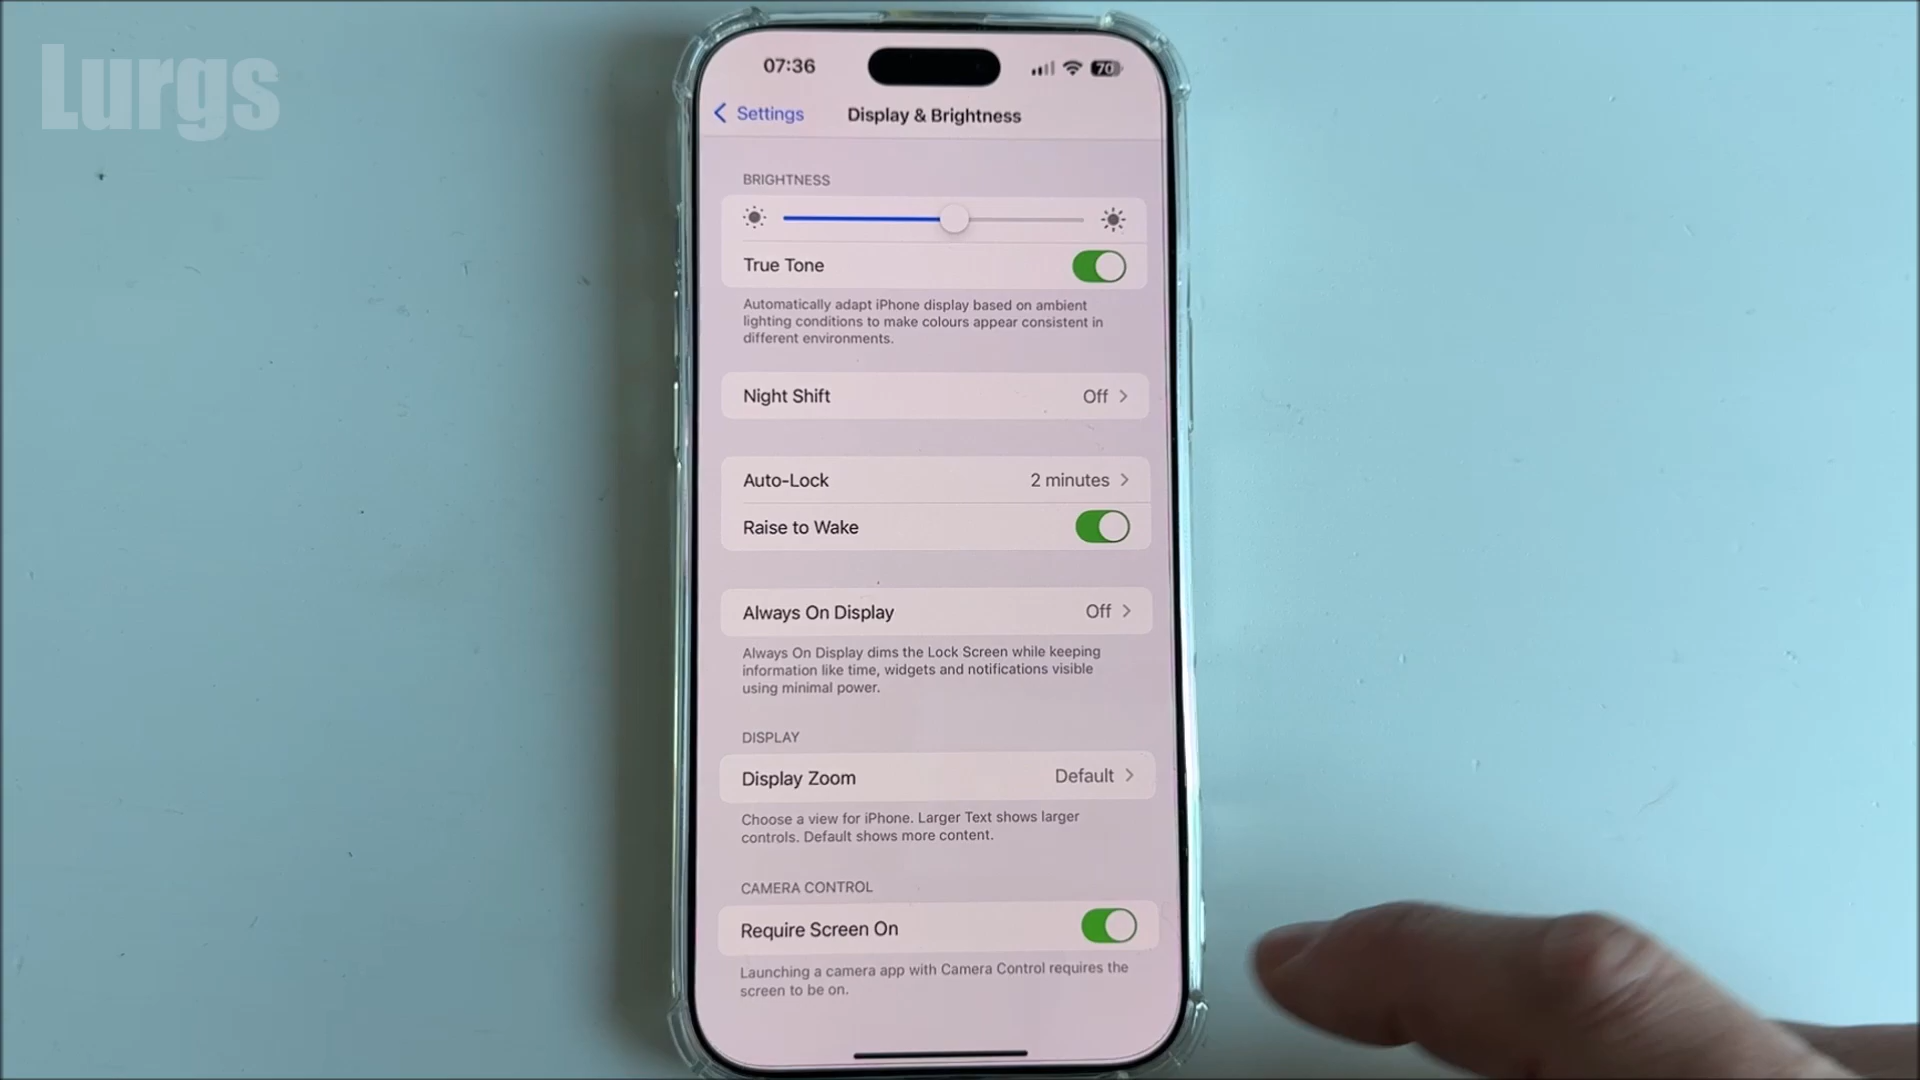 Lurgs
07:36
70
Settings
Display & Brightness
BRIGHTNESS
True Tone
Automatically adapt iPhone display based on ambient
lighting conditions to make colours appear consistent in
different environments.
Night Shift Off
Auto-Lock 2 minutes
Raise to Wake
Always On Display Off
Always On Display dims the Lock Screen while keeping
information like time, widgets and notifications visible
using minimal power.
DISPLAY
Display Zoom Default
Choose a view for iPhone. Larger Text shows larger
controls. Default shows more content.
CAMERA CONTROL
Require Screen On
Launching a camera app with Camera Control requires the
screen to be on.